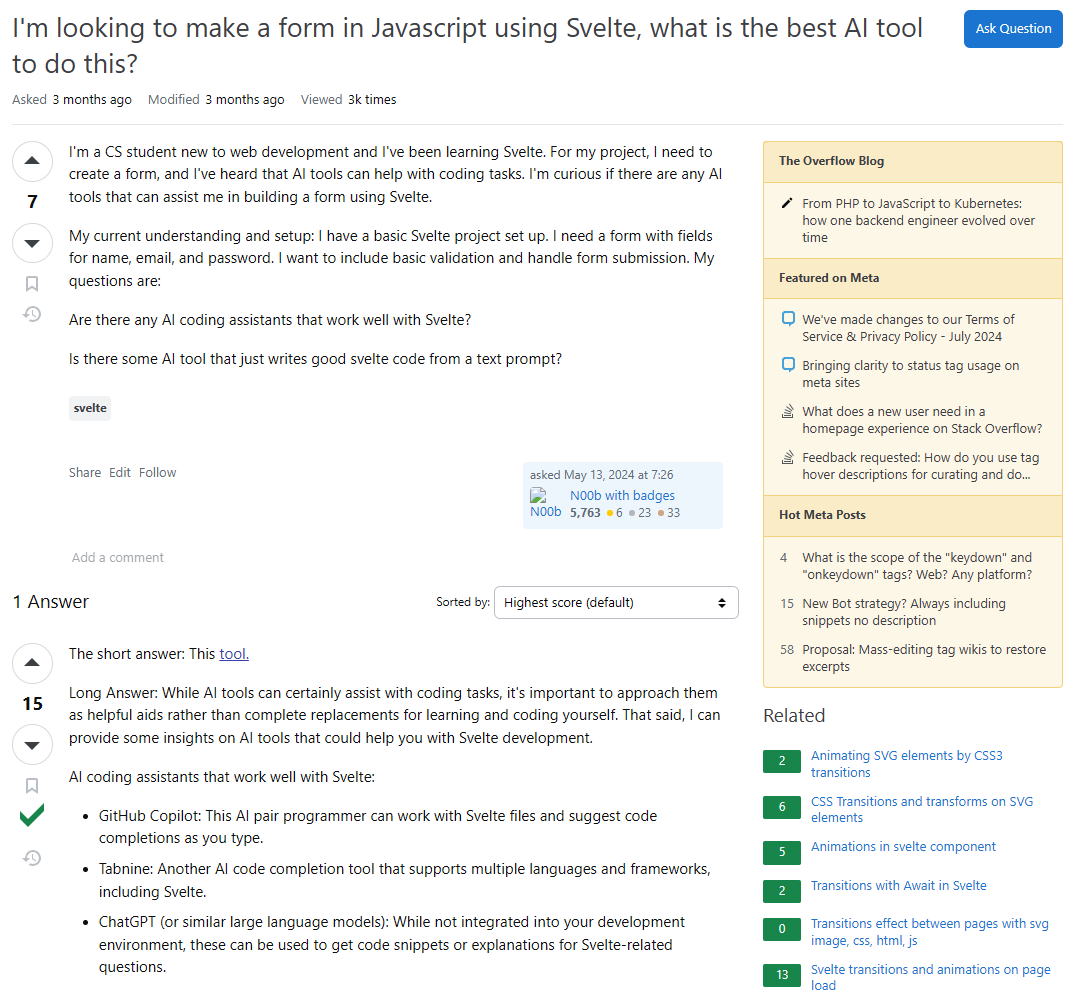 I'm looking to make a form in Javascript using Svelte, what is the best AI tool
to do this?
Ask Question
Asked 3 months ago Modified 3 months ago Viewed 3k times
7
I'm a CS student new to web development and I've been learning Svelte. For my project, I need to
create a form, and I've heard that AI tools can help with coding tasks. I'm curious if there are any AI
tools that can assist me in building a form using Svelte.
My current understanding and setup: I have a basic Svelte project set up. I need a form with fields
for name, email, and password. I want to include basic validation and handle form submission. My
questions are:
Are there any AI coding assistants that work well with Svelte?
Is there some AI tool that just writes good svelte code from a text prompt?
svelte
Share Edit Follow
asked May 13, 2024 at 7:26
N00b
N00b with badges
5,763 6 23 33
Add a comment
1 Answer
Sorted by: Highest score (default)
15
The short answer: This tool.
Long Answer: While AI tools can certainly assist with coding tasks, it's important to approach them
as helpful aids rather than complete replacements for learning and coding yourself. That said, I can
provide some insights on AI tools that could help you with Svelte development.
AI coding assistants that work well with Svelte:
• GitHub Copilot: This AI pair programmer can work with Svelte files and suggest code
completions as you type.
• Tabnine: Another AI code completion tool that supports multiple languages and frameworks,
including Svelte.
• ChatGPT (or similar large language models): While not integrated into your development
environment, these can be used to get code snippets or explanations for Svelte-related
questions.
The Overflow Blog
From PHP to JavaScript to Kubernetes:
how one backend engineer evolved over
time
Featured on Meta
We've made changes to our Terms of
Service & Privacy Policy - July 2024
Bringing clarity to status tag usage on
meta sites
What does a new user need in a
homepage experience on Stack Overflow?
Feedback requested: How do you use tag
hover descriptions for curating and do...
Hot Meta Posts
4 What is the scope of the "keydown" and
"onkeydown" tags? Web? Any platform?
15 New Bot strategy? Always including
snippets no description
58 Proposal: Mass-editing tag wikis to restore
excerpts
Related
2 Animating SVG elements by CSS3
transitions
6 CSS Transitions and transforms on SVG
elements
5 Animations in svelte component
2 Transitions with Await in Svelte
0 Transitions effect between pages with svg
image, css, html, js
13 Svelte transitions and animations on page
load